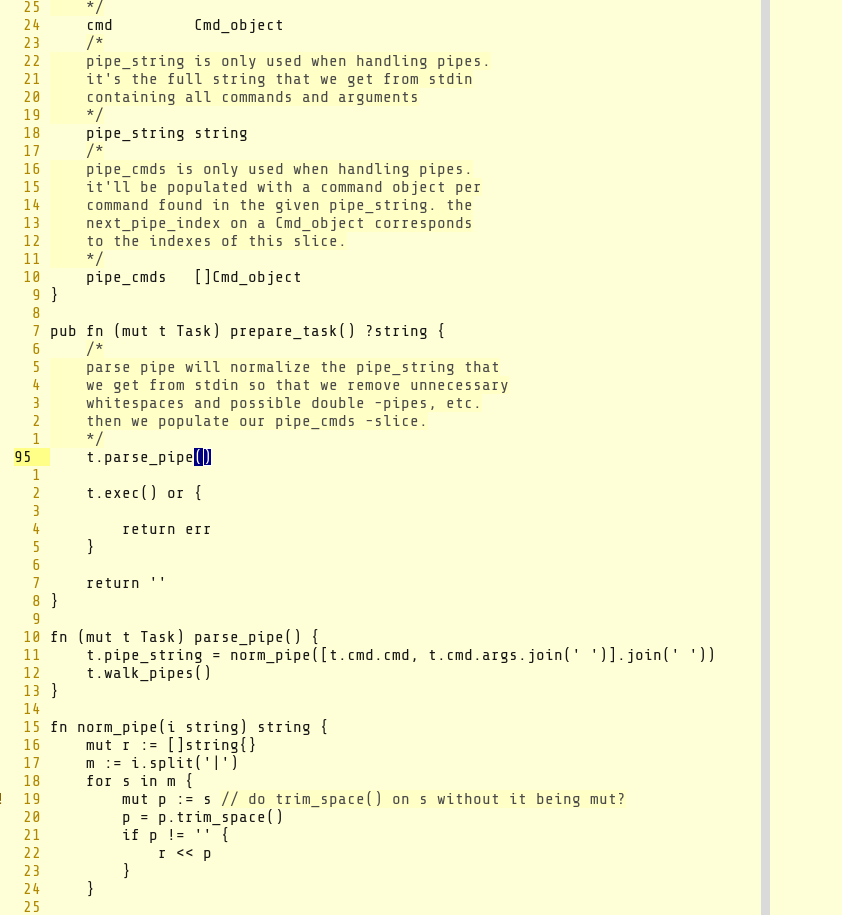 25     */
24     cmd         Cmd_object
23     /*
22     pipe_string is only used when handling pipes.
21     it's the full string that we get from stdin
20     containing all commands and arguments
19     */
18     pipe_string string
17     /*
16     pipe_cmds is only used when handling pipes.
15     it'll be populated with a command object per
14     command found in the given pipe_string. the
13     next_pipe_index on a Cmd_object corresponds
12     to the indexes of this slice.
11     */
10     pipe_cmds   []Cmd_object
9 }
8
7 pub fn (mut t Task) prepare_task() ?string {
6     /*
5     parse pipe will normalize the pipe_string that
4     we get from stdin so that we remove unnecessary
3     whitespaces and possible double -pipes, etc.
2     then we populate our pipe_cmds -slice.
1     */
95     t.parse_pipe()
1
2     t.exec() or {
3
4         return err
5     }
6
7     return ''
8 }
9
10 fn (mut t Task) parse_pipe() {
11     t.pipe_string = norm_pipe([t.cmd.cmd, t.cmd.args.join(' ')].join(' '))
12     t.walk_pipes()
13 }
14
15 fn norm_pipe(i string) string {
16     mut r := []string{}
17     m := i.split('|')
18     for s in m {
! 19         mut p := s // do trim_space() on s without it being mut?
20         p = p.trim_space()
21         if p != '' {
22             r << p
23         }
24     }
25